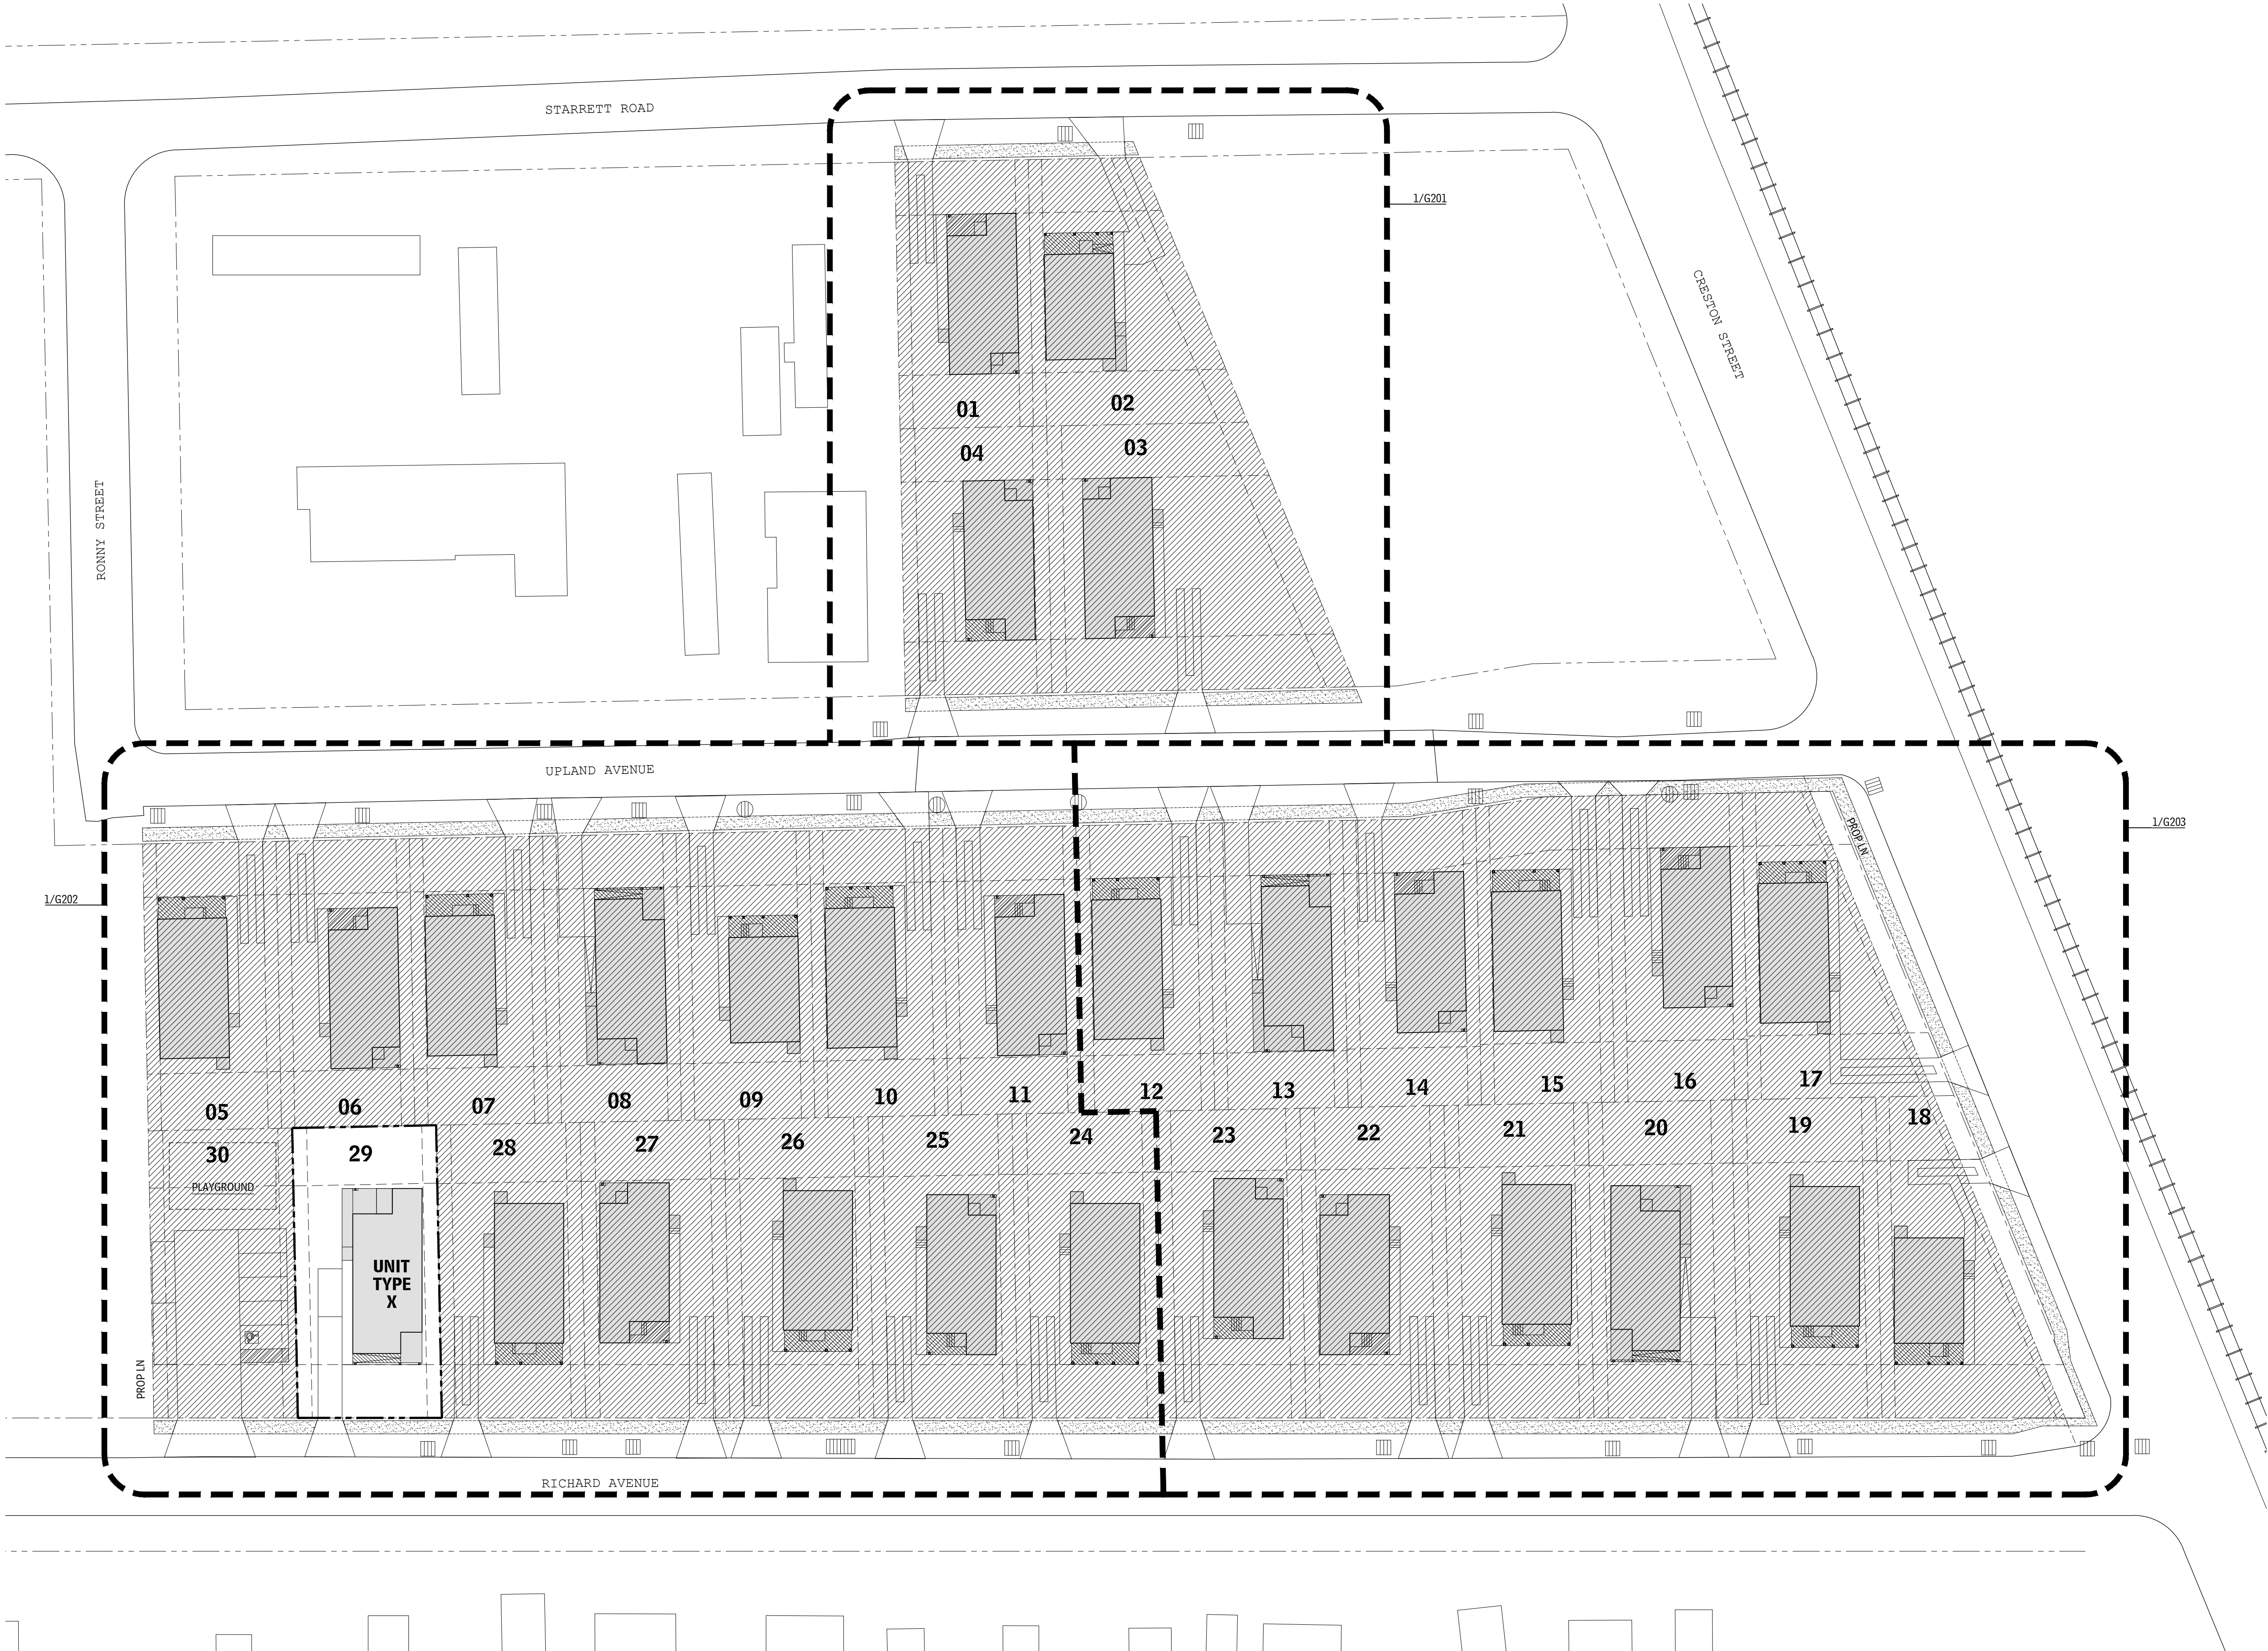 STARRETT ROAD
1/G201
CRESTON STREET
01
02
04
03
RONNY STREET
UPLAND AVENUE
1/G203
PROP LN
1/G202
05
06
07
08
09
10
11
12
13
14
15
16
17
18
30
PLAYGROUND
29
28
27
26
25
24
23
22
21
20
19
UNIT
TYPE
X
PROP LN
RICHARD AVENUE